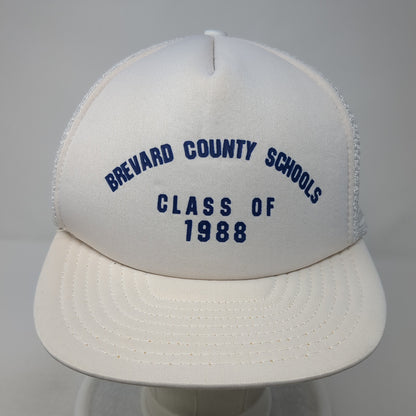 BREVARD COUNTY SCHOOLS
CLASS OF
1988